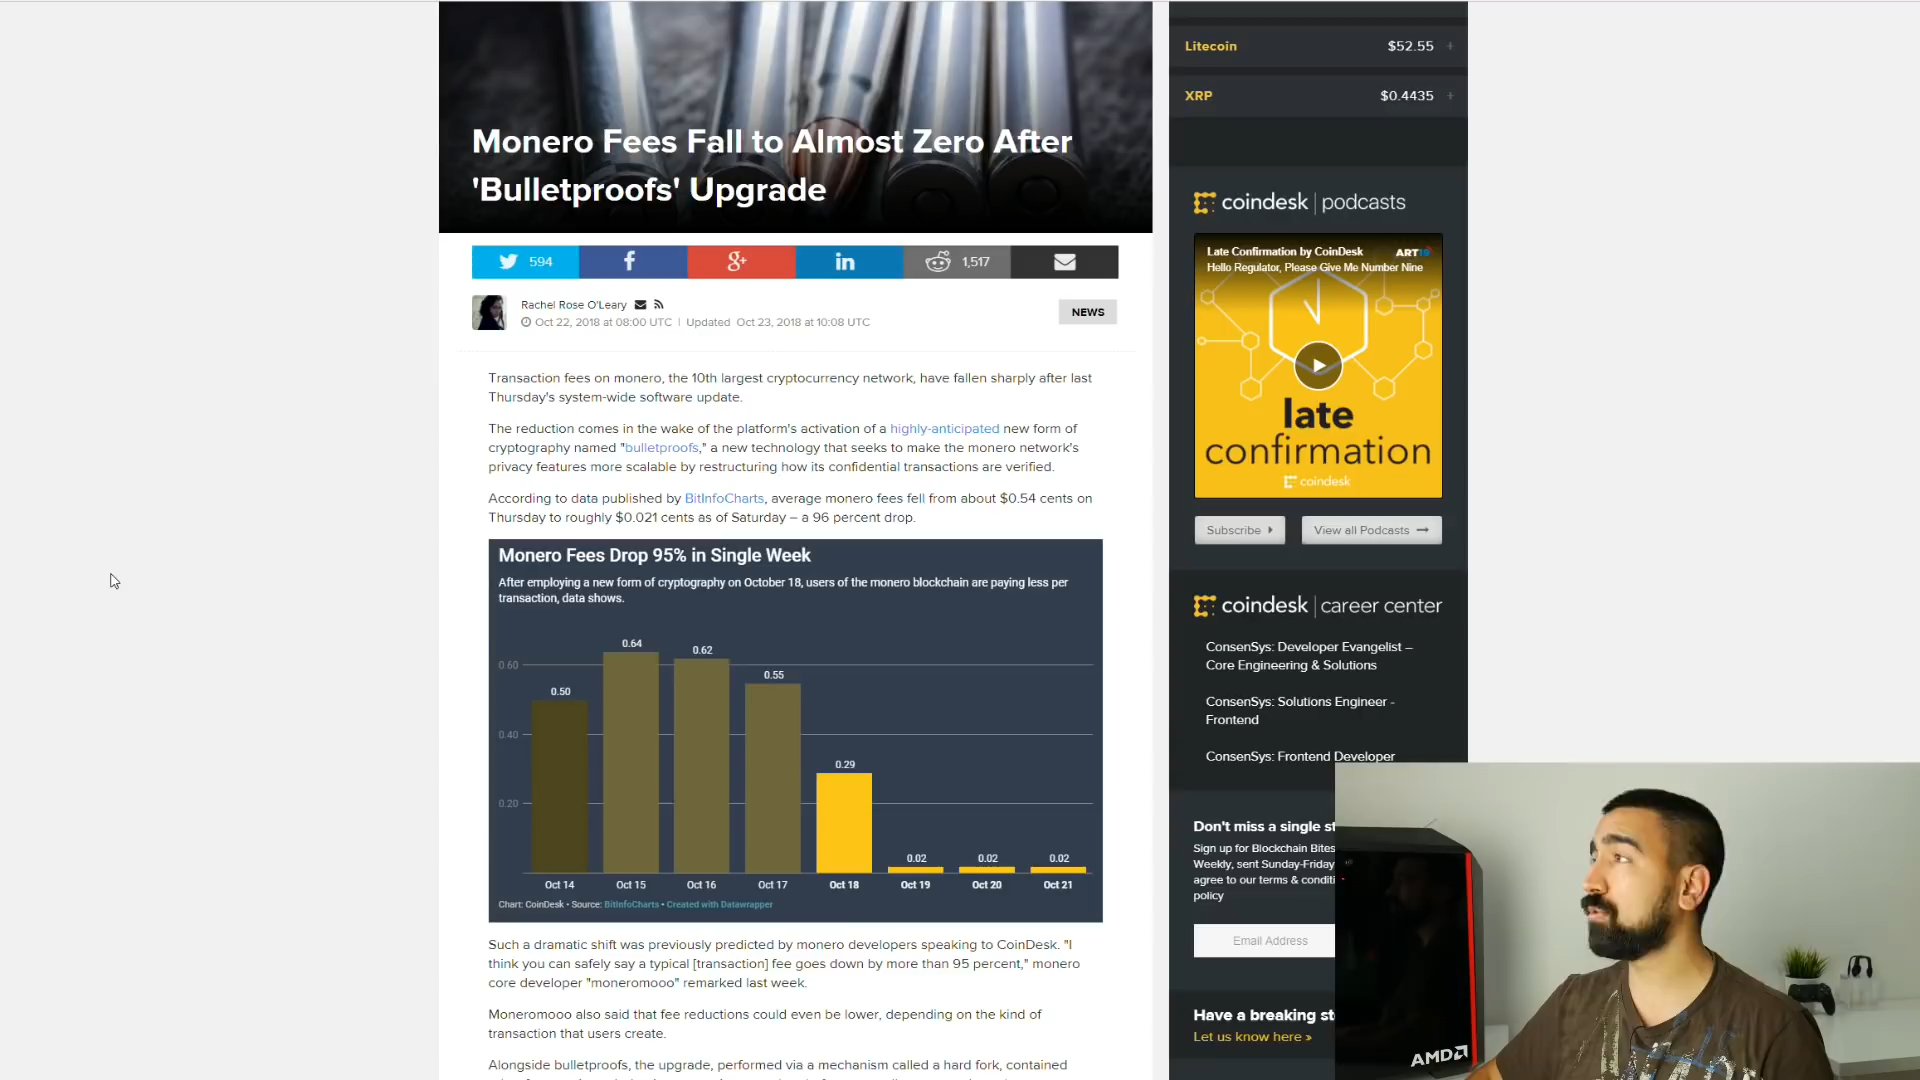 Monero Fees Fall to Almost Zero After
'Bulletproofs' Upgrade
594
1,517
Rachel Rose O'Leary
Oct 22, 2018 at 08:00 UTC | Updated Oct 23, 2018 at 10:08 UTC
NEWS
Transaction fees on monero, the 10th largest cryptocurrency network, have fallen sharply after last
Thursday's system-wide software update.
The reduction comes in the wake of the platform's activation of a highly-anticipated new form of
cryptography named "bulletproofs," a new technology that seeks to make the monero network's
privacy features more scalable by restructuring how its confidential transactions are verified.
According to data published by BitInfoCharts, average monero fees fell from about $0.54 cents on
Thursday to roughly $0.021 cents as of Saturday – a 96 percent drop.
Monero Fees Drop 95% in Single Week
After employing a new form of cryptography on October 18, users of the monero blockchain are paying less per
transaction, data shows.
0.60
0.40
0.20
0.50
0.64
0.62
0.55
0.29
0.02
0.02
0.02
Oct 14
Oct 15
Oct 16
Oct 17
Oct 18
Oct 19
Oct 20
Oct 21
Chart: CoinDesk • Source: BitInfoCharts • Created with Datawrapper
Such a dramatic shift was previously predicted by monero developers speaking to CoinDesk. "I
think you can safely say a typical [transaction] fee goes down by more than 95 percent," monero
core developer "moneromooo" remarked last week.
Moneromooo also said that fee reductions could even be lower, depending on the kind of
transaction that users create.
Alongside bulletproofs, the upgrade, performed via a mechanism called a hard fork, contained
Litecoin $52.55 +
XRP $0.4435 +
coindesk | podcasts
Late Confirmation by CoinDesk
Hello Regulator, Please Give Me Number Nine
ART19
late
confirmation
coindesk
Subscribe
View all Podcasts
coindesk | career center
ConsenSys: Developer Evangelist –
Core Engineering & Solutions
ConsenSys: Solutions Engineer -
Frontend
ConsenSys: Frontend Developer
Don't miss a single st
Sign up for Blockchain Bites
Weekly, sent Sunday-Friday
agree to our terms & conditi
policy
Email Address
Have a breaking st
Let us know here »
AMD